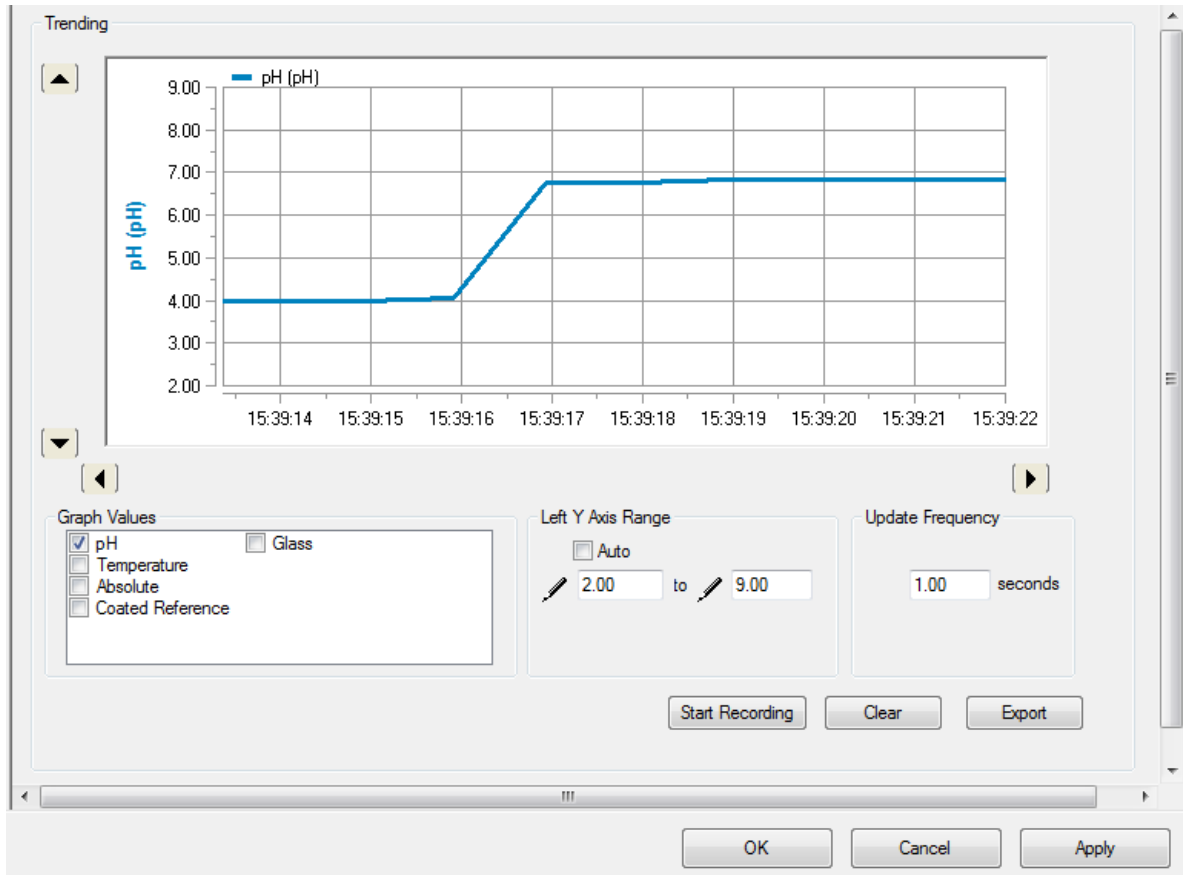 Trending
pH (pH)
9.00
8.00
7.00
6.00
5.00
4.00
3.00
2.00
pH (pH)
15:39:14 15:39:15 15:39:16 15:39:17 15:39:18 15:39:19 15:39:20 15:39:21 15:39:22
Graph Values
pH Glass
Temperature
Absolute
Coated Reference
Left Y Axis Range
Auto
2.00 to 9.00
Update Frequency
1.00 seconds
Start Recording Clear Export
OK Cancel Apply